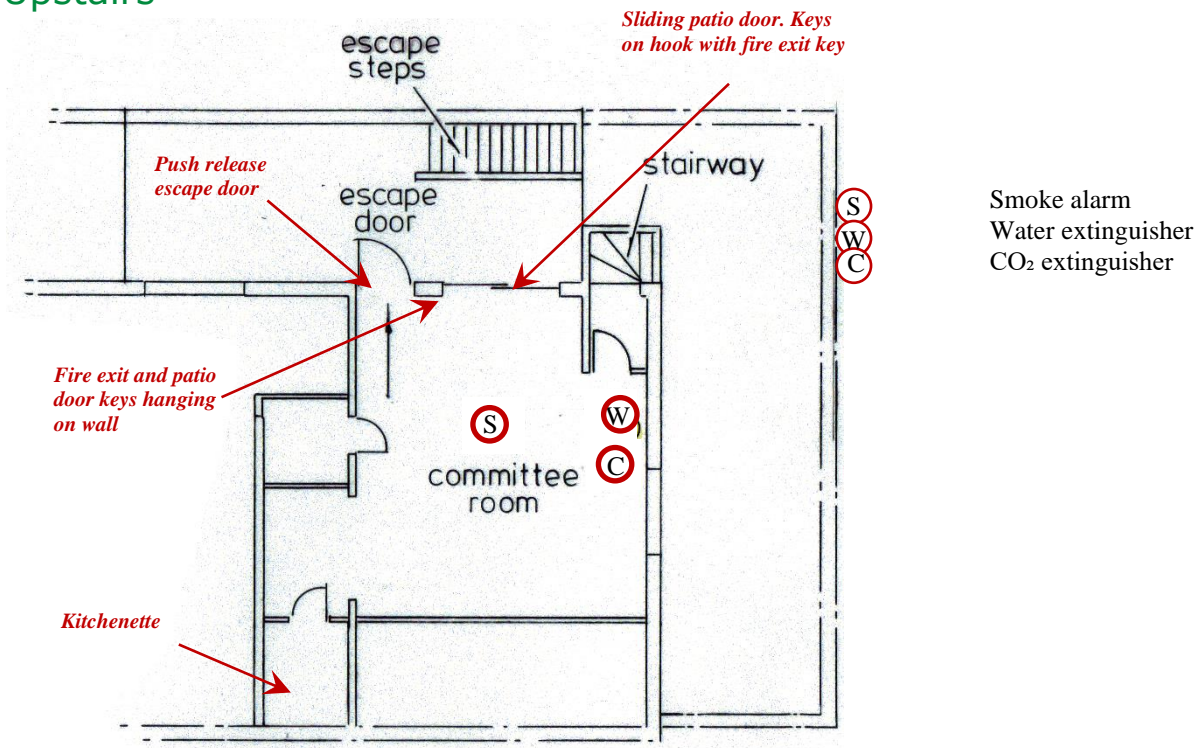 Upstairs
Sliding patio door. Keys
on hook with fire exit key
escape
steps
Push release
escape door
stairway
escape
door
S
Smoke alarm
W
Water extinguisher
C
CO₂ extinguisher
Fire exit and patio
door keys hanging
on wall
S
W
C
committee
room
Kitchenette